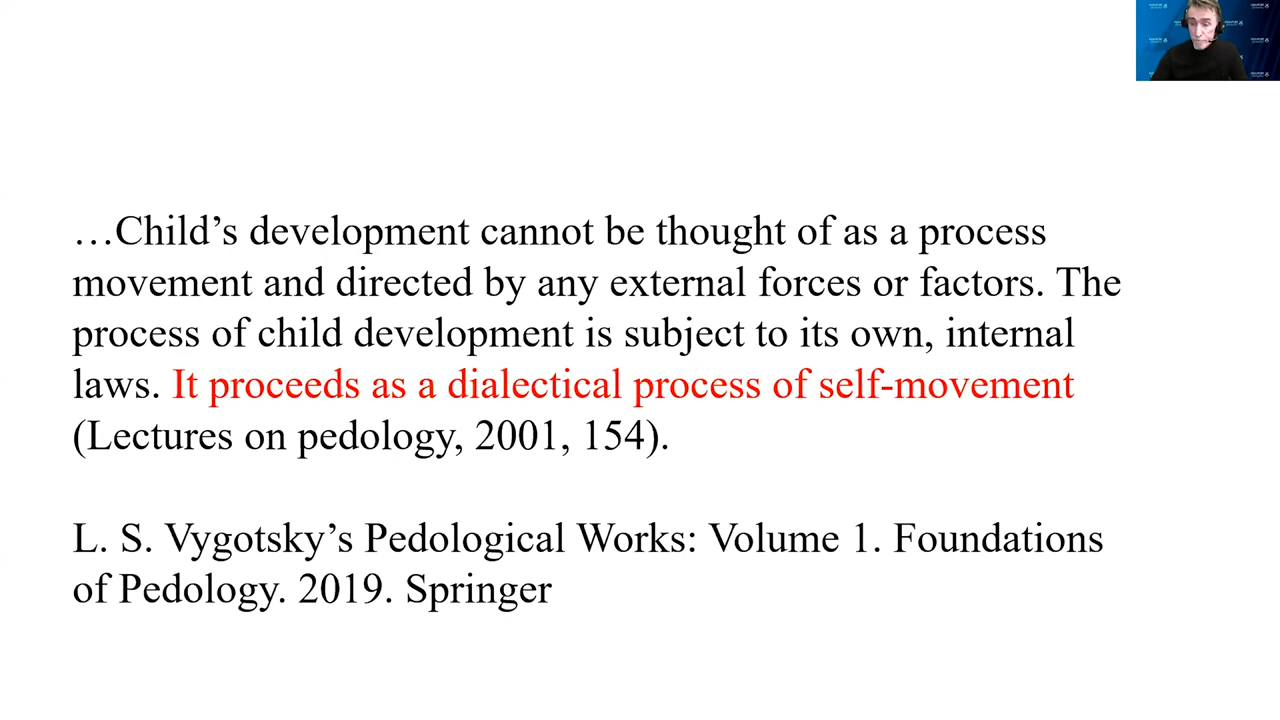 …Child’s development cannot be thought of as a process
movement and directed by any external forces or factors. The
process of child development is subject to its own, internal
laws. It proceeds as a dialectical process of self-movement
(Lectures on pedology, 2001, 154).
L. S. Vygotsky’s Pedological Works: Volume 1. Foundations
of Pedology. 2019. Springer